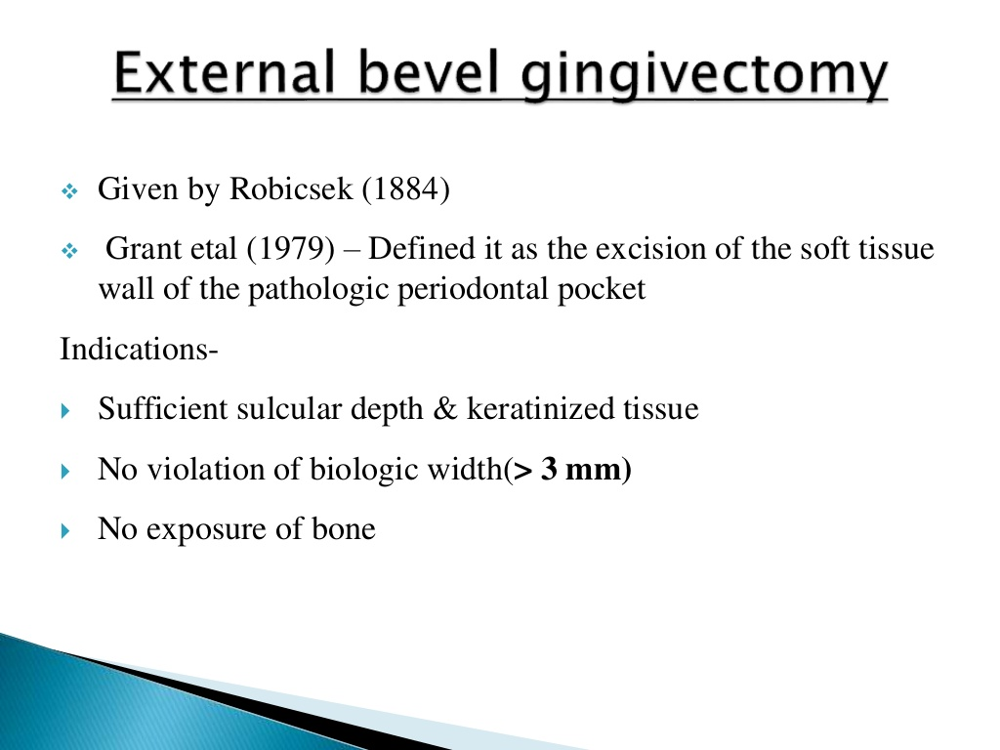 External bevel gingivectomy
Given by Robicsek (1884)
Grant etal (1979) – Defined it as the excision of the soft tissue
wall of the pathologic periodontal pocket
Indications-
Sufficient sulcular depth & keratinized tissue
No violation of biologic width(> 3 mm)
No exposure of bone